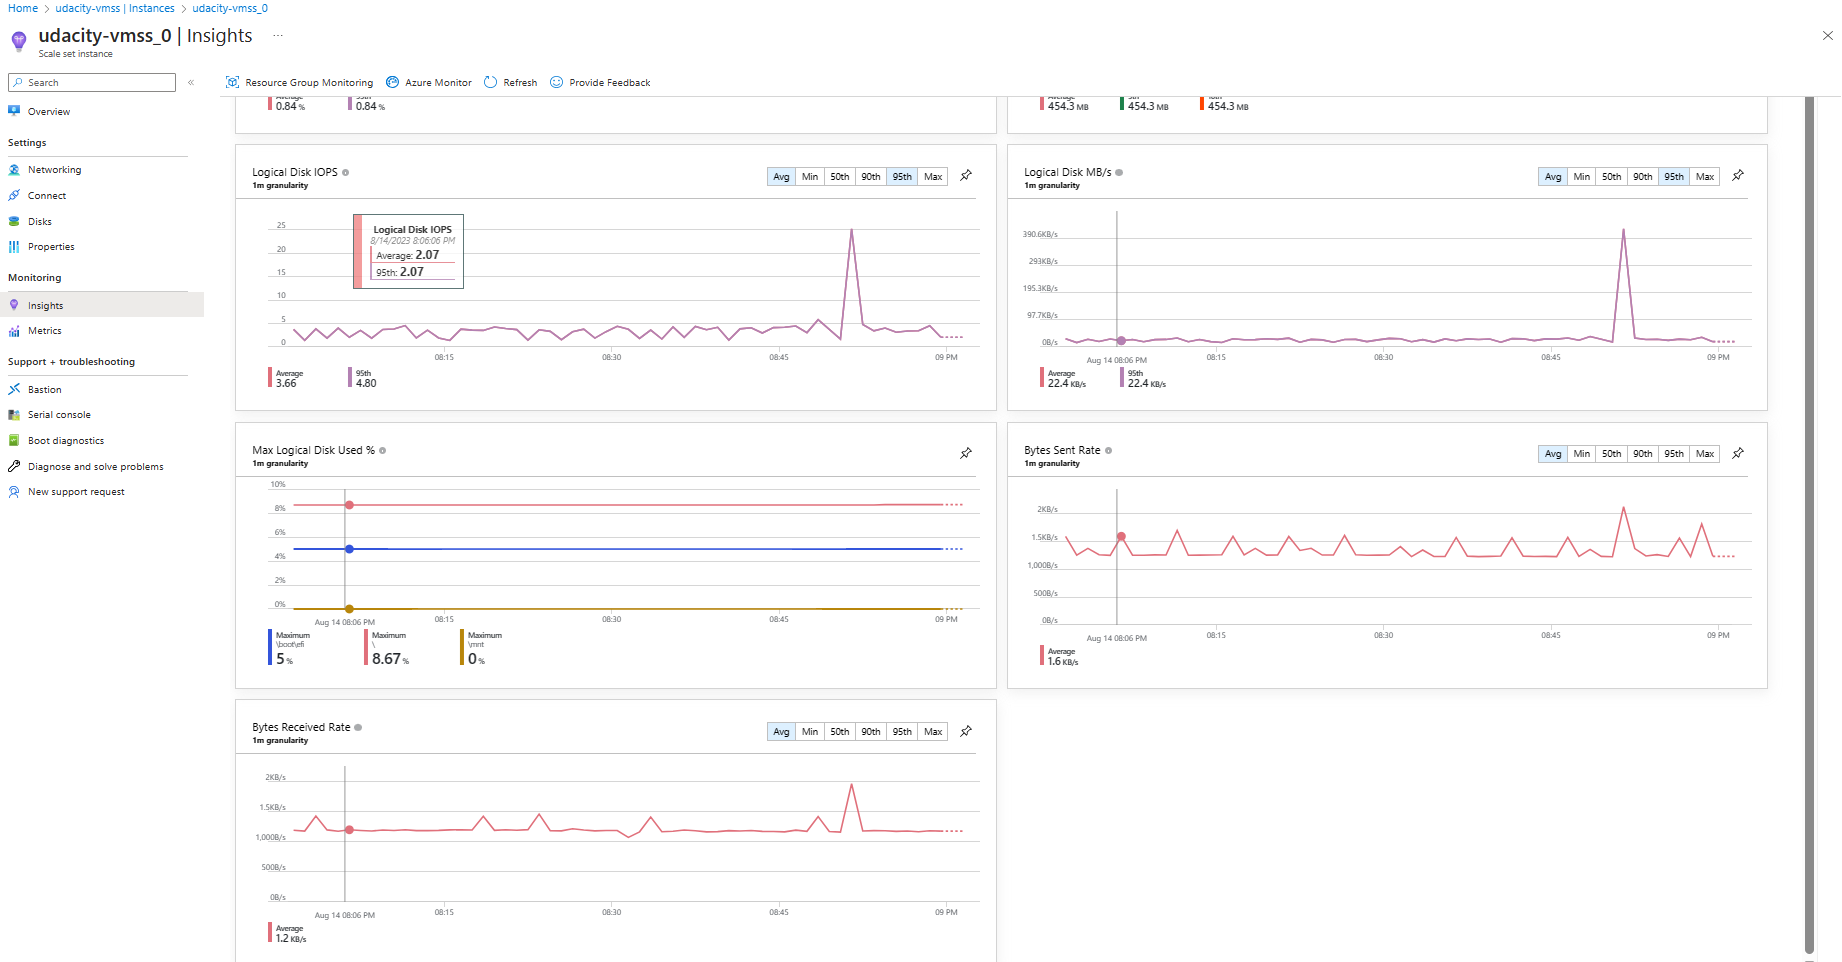 Home > udacity-vmss | Instances > udacity-vmss_0
udacity-vmss_0 | Insights ...
Scale set instance
Search
«
Overview
Settings
Networking
Connect
Disks
Properties
Monitoring
Insights
Metrics
Support + troubleshooting
Bastion
Serial console
Boot diagnostics
Diagnose and solve problems
New support request
Resource Group Monitoring
Azure Monitor
Refresh
Provide Feedback
Average
0.84 %
95th
0.84 %
Average
454.3 MB
5th
454.3 MB
10th
454.3 MB
Logical Disk IOPS
1m granularity
Avg Min 50th 90th 95th Max
Logical Disk IOPS
8/14/2023 8:06:06 PM
Average: 2.07
95th: 2.07
25
20
15
10
5
0
08:15 08:30 08:45 09 PM
Average
3.66
95th
4.80
Logical Disk MB/s
1m granularity
Avg Min 50th 90th 95th Max
390.6KB/s
293KB/s
195.3KB/s
97.7KB/s
0B/s
Aug 14 08:06 PM 08:15 08:30 08:45 09 PM
Average
22.4 KB/s
95th
22.4 KB/s
Max Logical Disk Used %
1m granularity
10%
8%
6%
4%
2%
0%
Aug 14 08:06 PM 08:15 08:30 08:45 09 PM
Maximum
\boot\efi
5 %
Maximum
\
8.67 %
Maximum
\mnt
0 %
Bytes Sent Rate
1m granularity
Avg Min 50th 90th 95th Max
2KB/s
1.5KB/s
1,000B/s
500B/s
0B/s
Aug 14 08:06 PM 08:15 08:30 08:45 09 PM
Average
1.6 KB/s
Bytes Received Rate
1m granularity
Avg Min 50th 90th 95th Max
2KB/s
1.5KB/s
1,000B/s
500B/s
0B/s
Aug 14 08:06 PM 08:15 08:30 08:45 09 PM
Average
1.2 KB/s